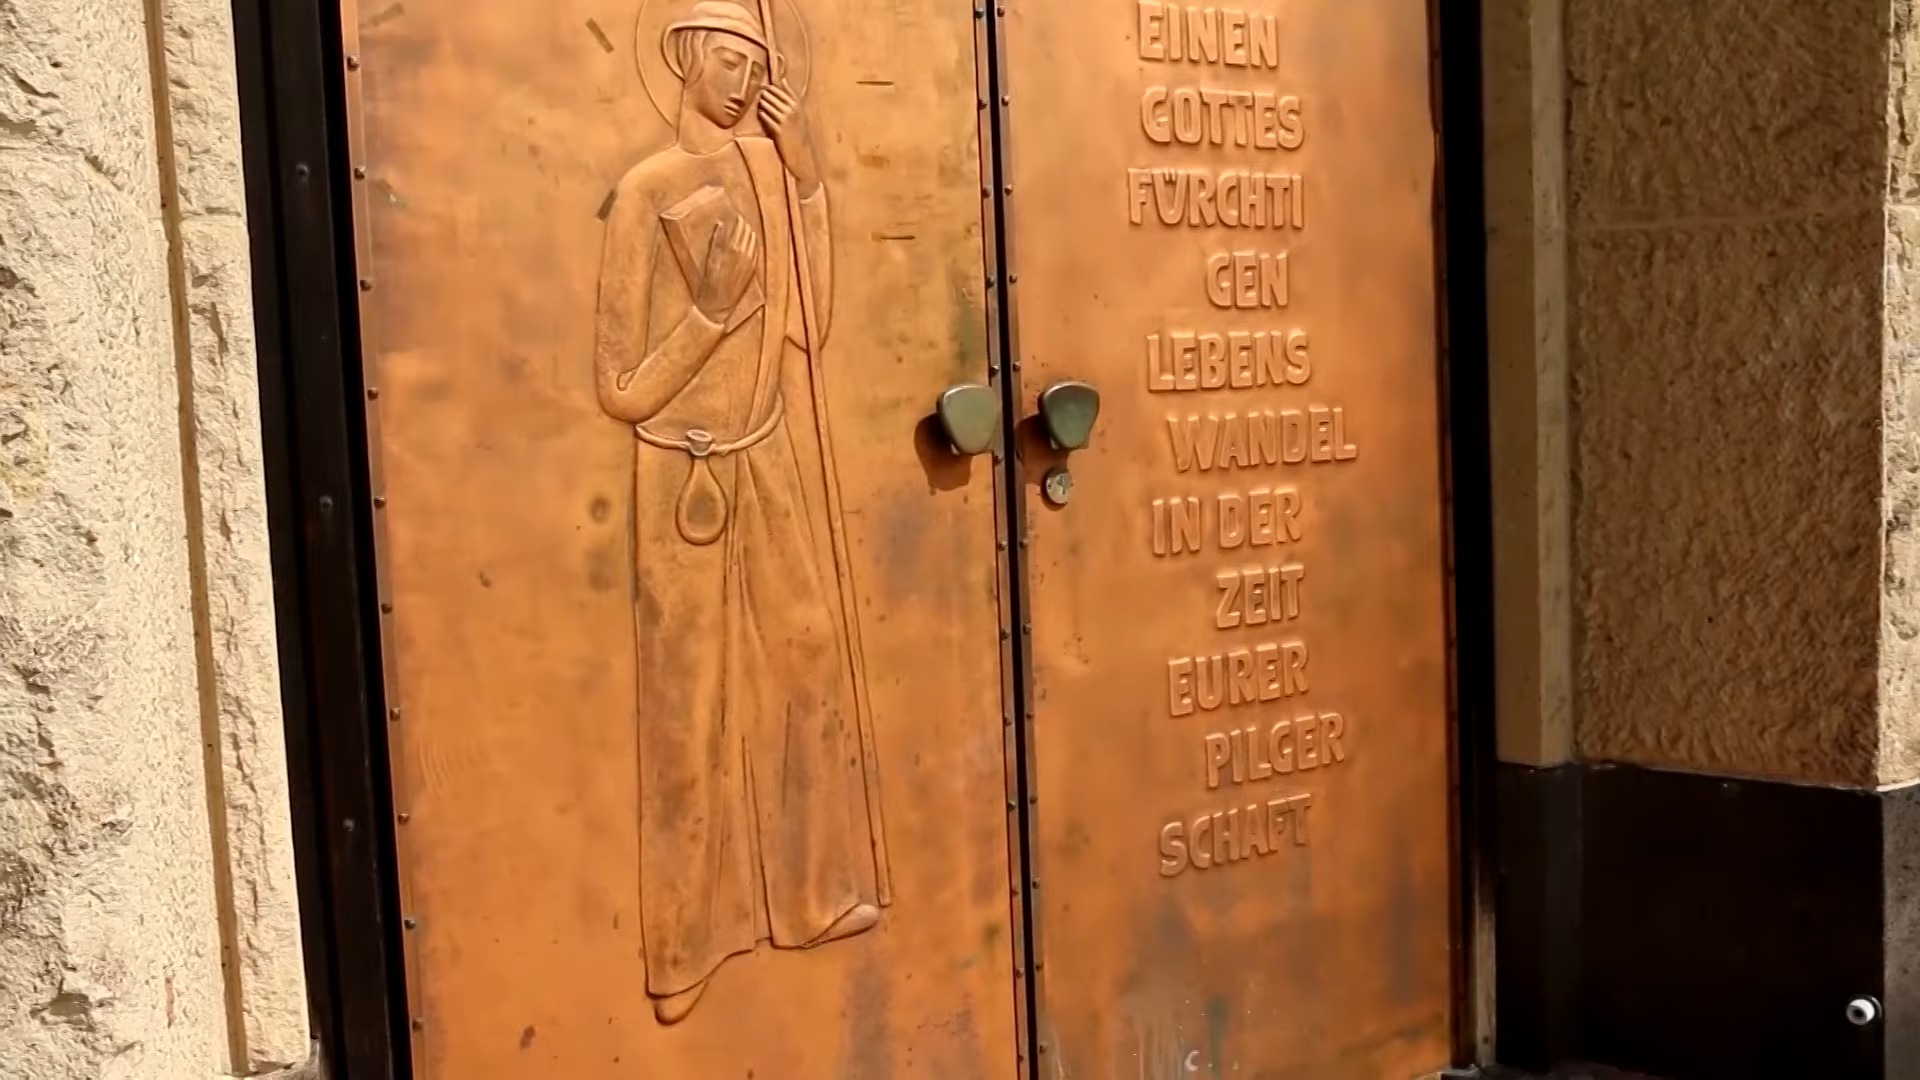 EINEN
GOTTES
FÜRCHTI
GEN
LEBENS
WANDEL
IN DER
ZEIT
EURER
PILGER
SCHAFT